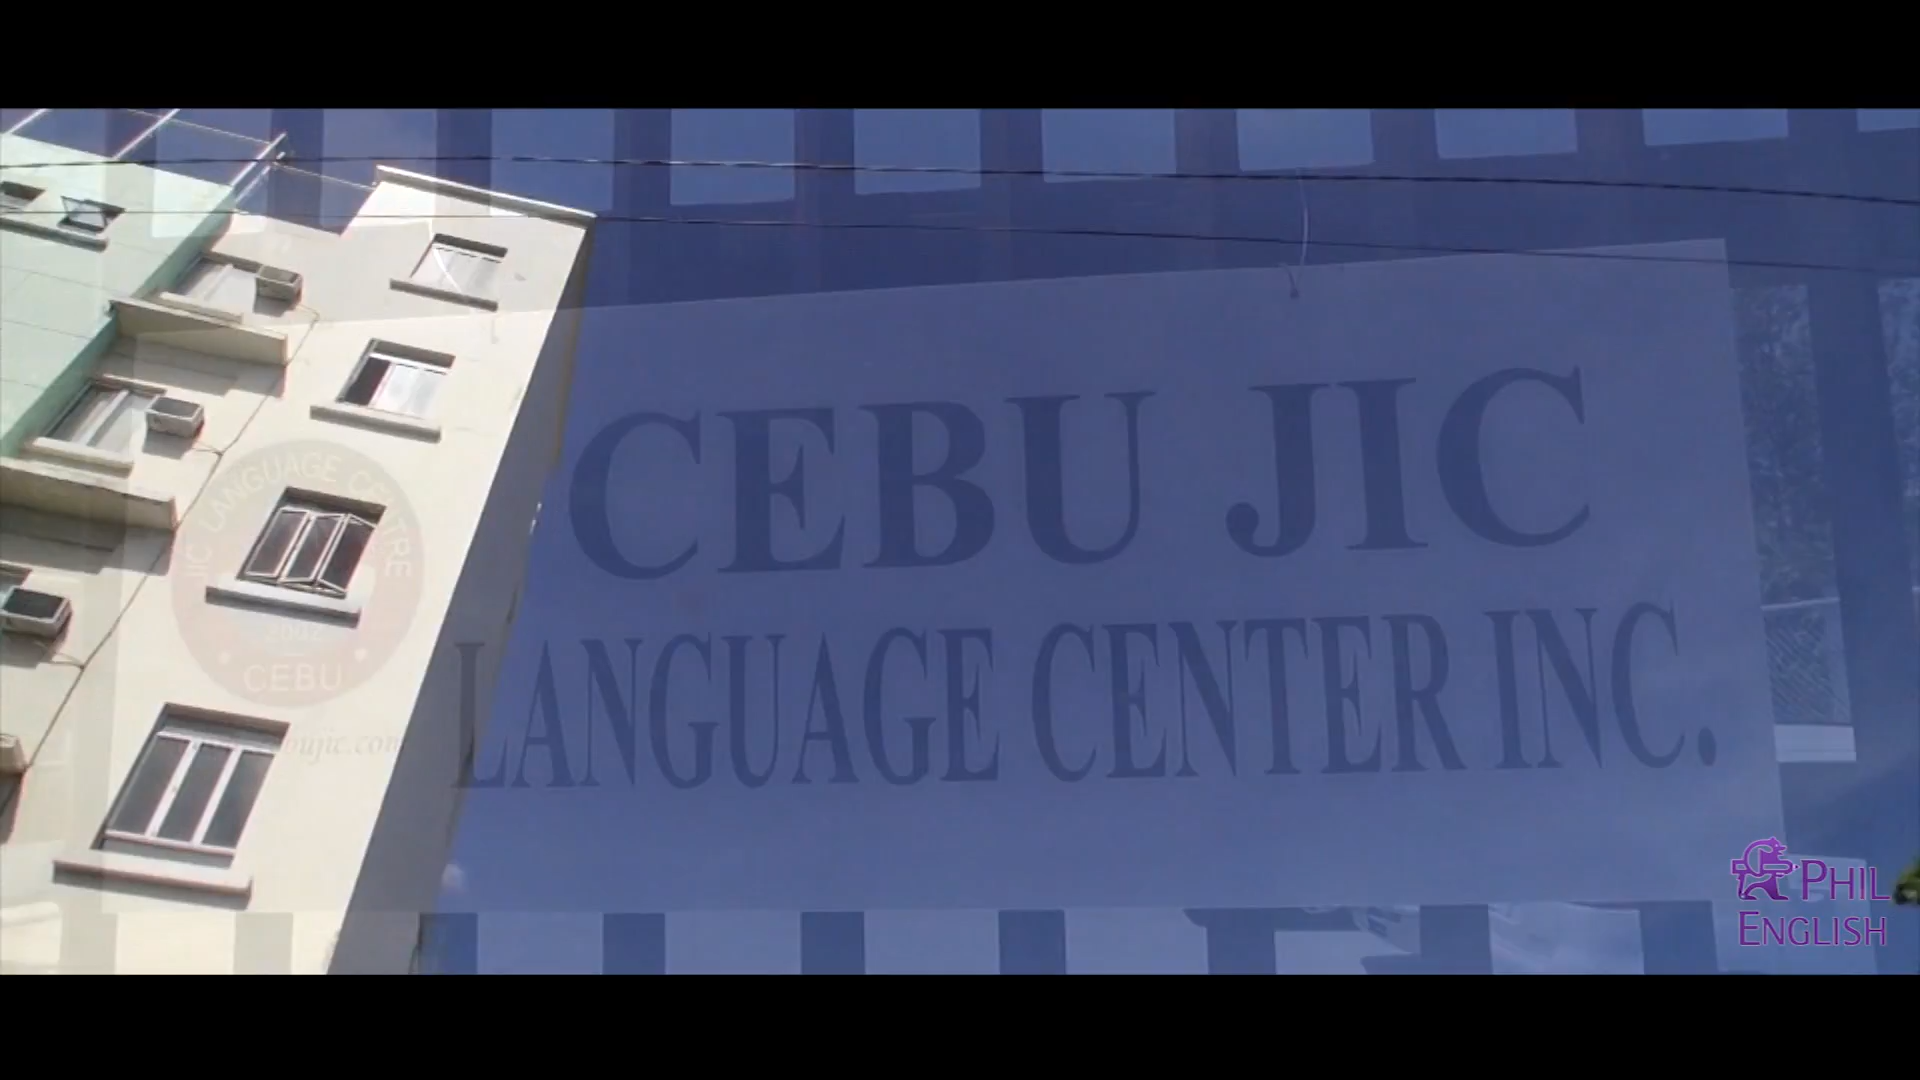 CEBU JIC
LANGUAGE CENTER INC.
JIC LANGUAGE CENTRE
2002
CEBU
PHIL
ENGLISH